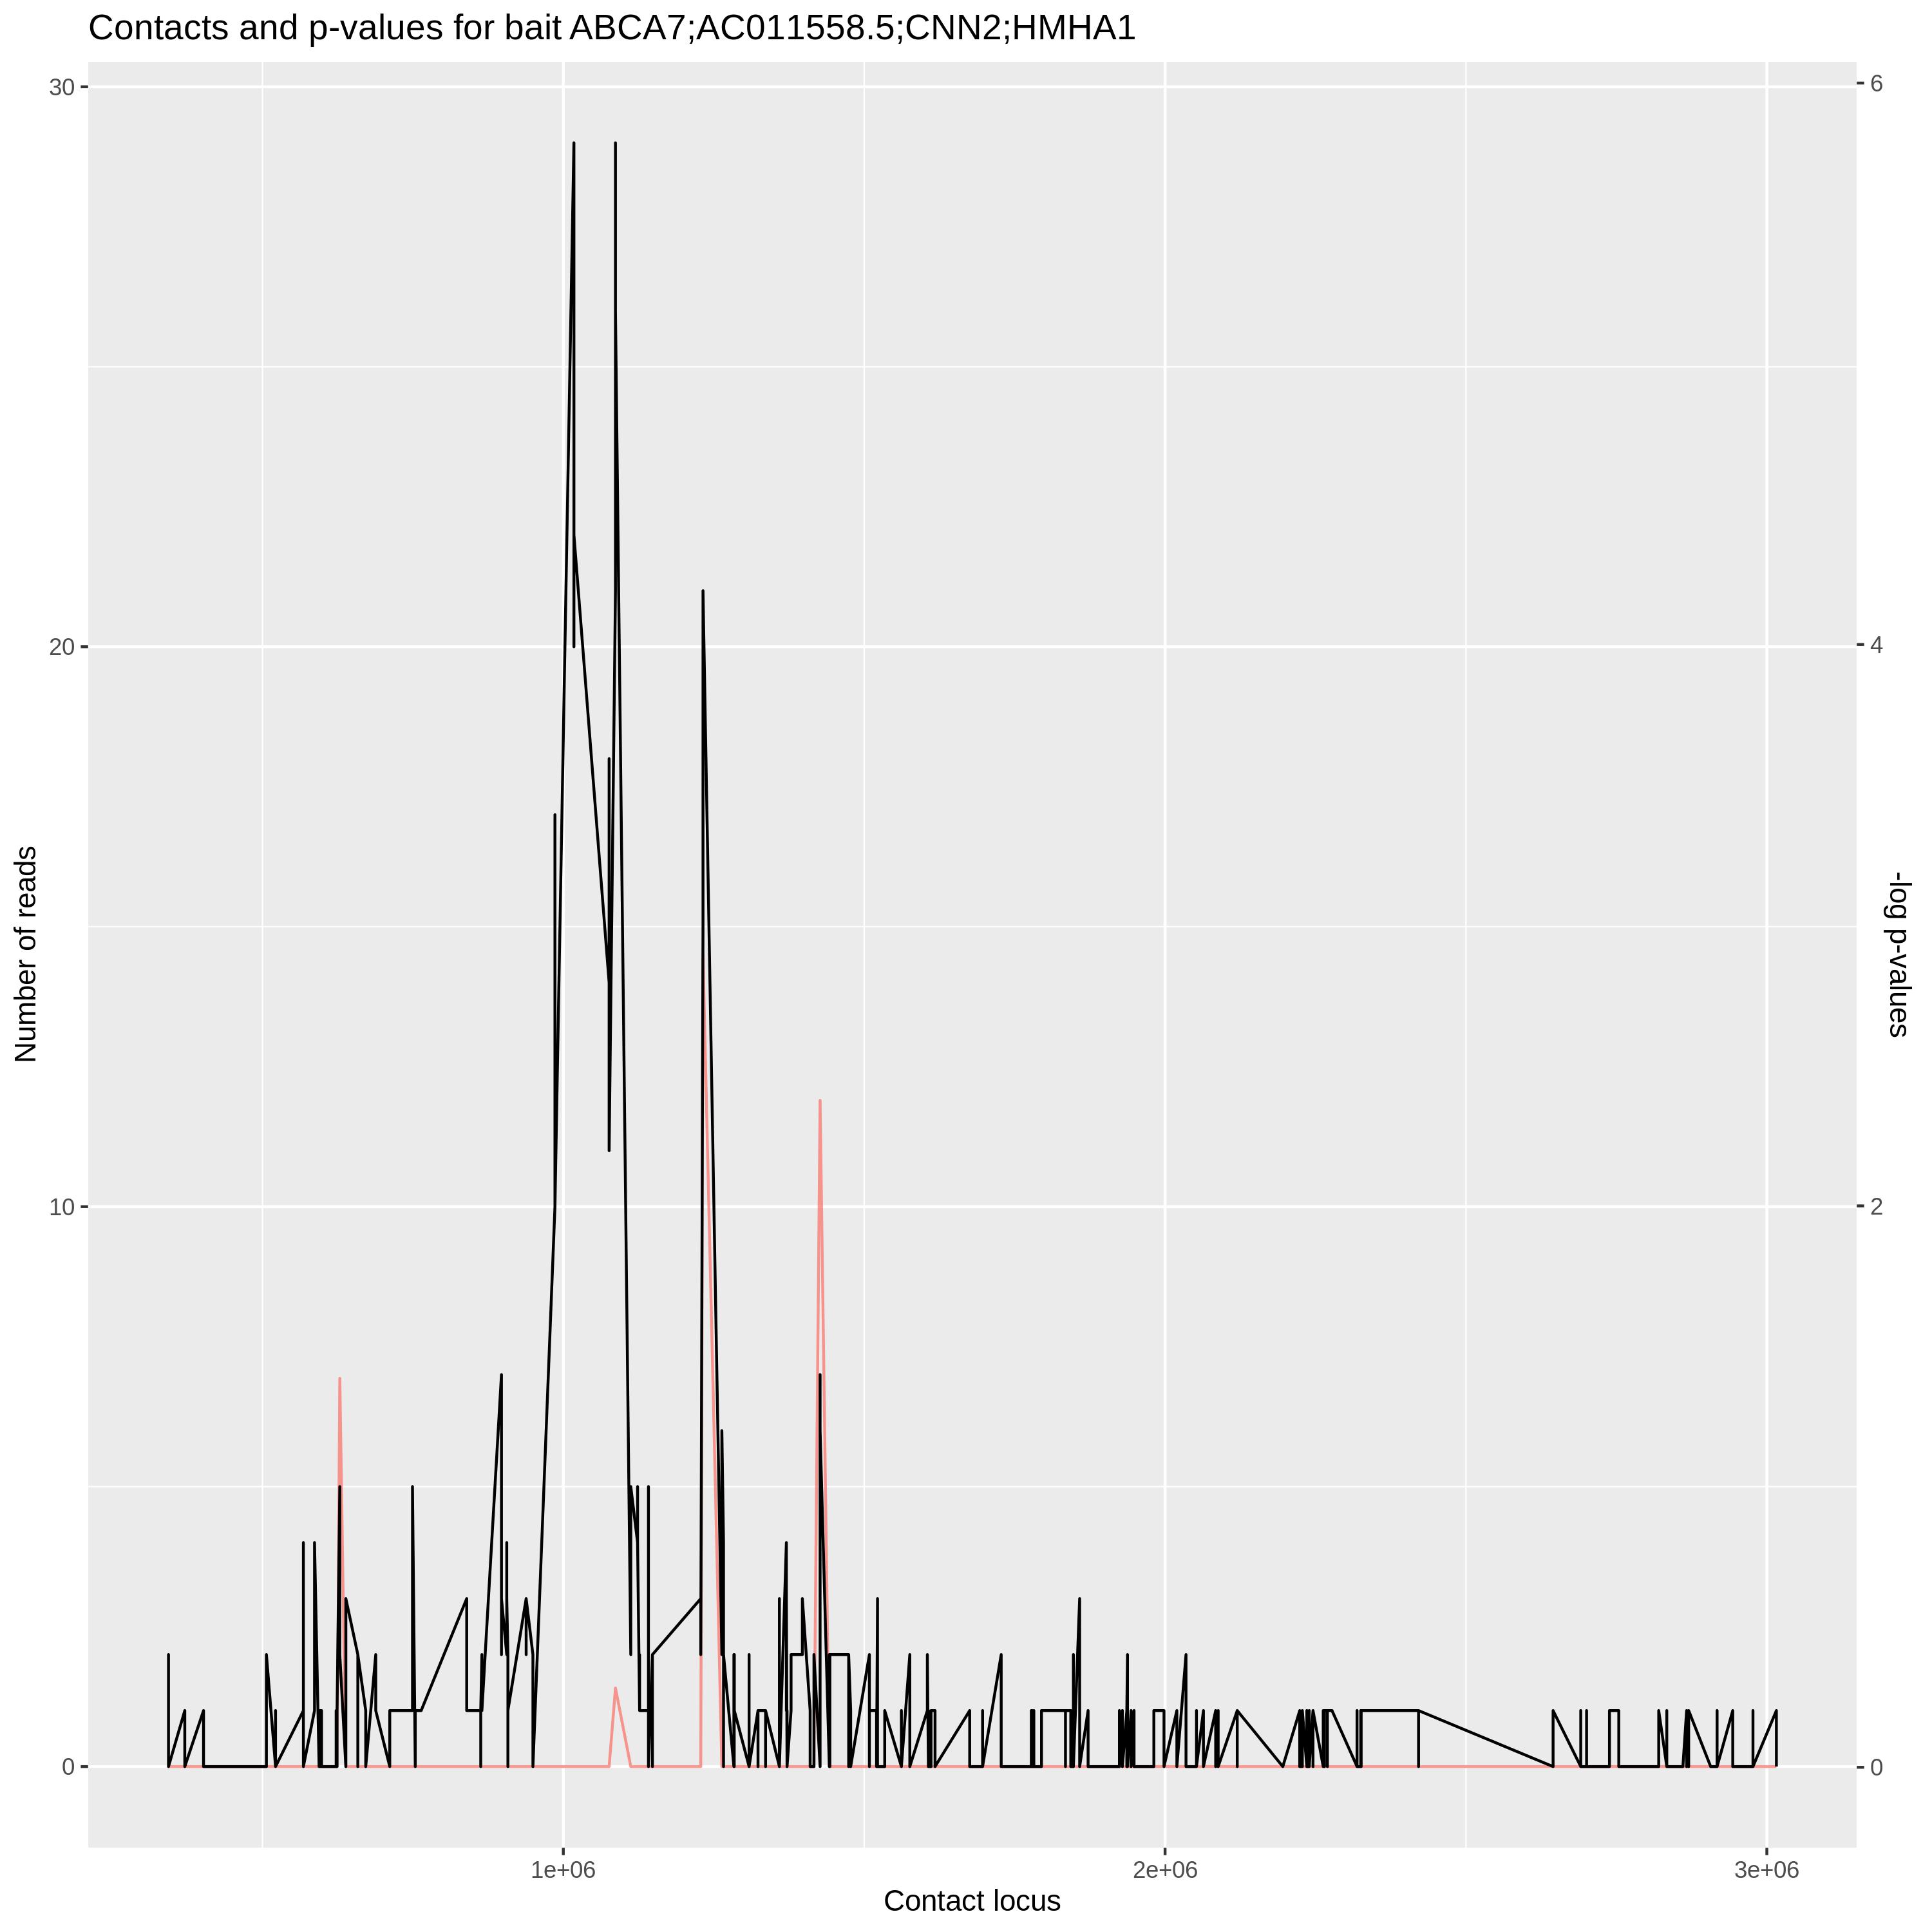 Contacts and p-values for bait ABCA7;AC011558.5;CNN2;HMHA1
30
20
10
0
Number of reads
6
4
2
0
-log p-values
1e+06
2e+06
3e+06
Contact locus